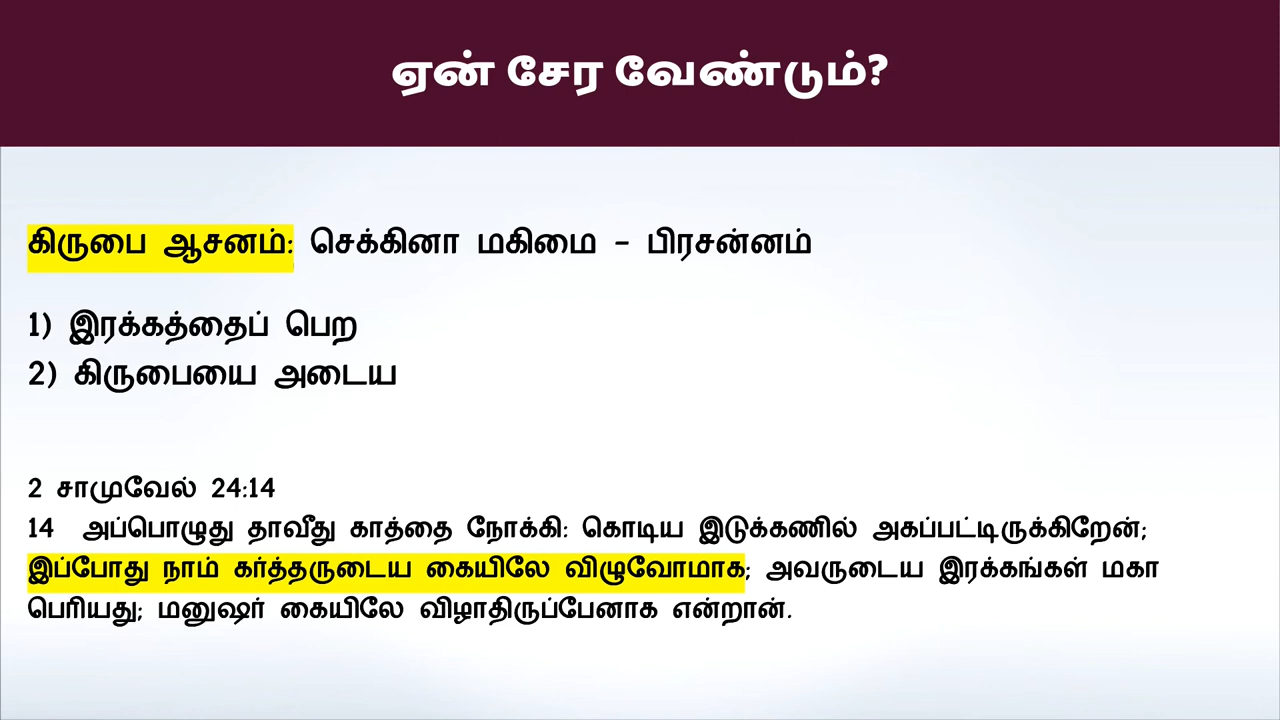 ஏன் சேர வேண்டும்?
கிருபை ஆசனம்: செக்கினா மகிமை - பிரசன்னம்
1) இரக்கத்தைப் பெற
2) கிருபையை அடைய
2 சாமுவேல் 24:14
14 அப்பொழுது தாவீது காத்தை நோக்கி: கொடிய இடுக்கணில் அகப்பட்டிருக்கிறேன்;
இப்போது நாம் கர்த்தருடைய கையிலே விழுவோமாக; அவருடைய இரக்கங்கள் மகா
பெரியது; மனுஷர் கையிலே விழாதிருப்பேனாக என்றான்.